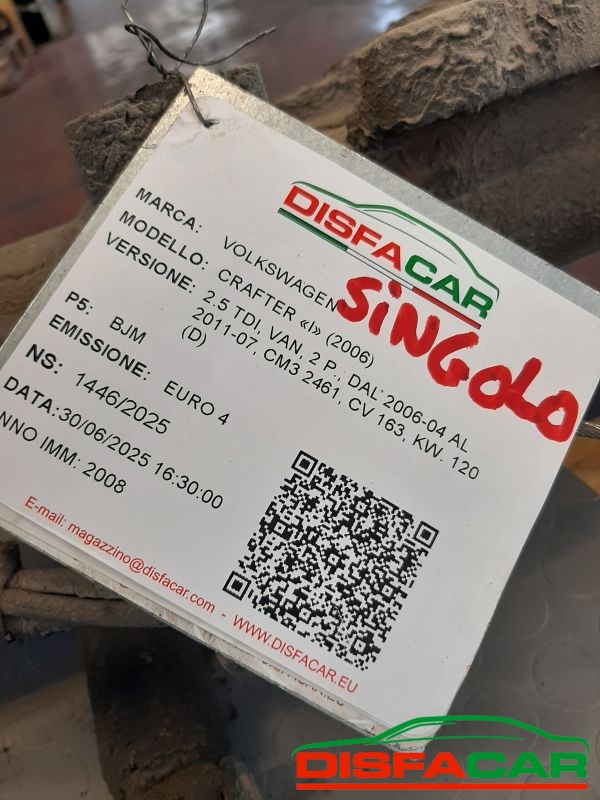 DISFACAR
SiNGOLO
MARCA: VOLKSWAGEN
MODELLO: CRAFTER «I» (2006)
VERSIONE: 2.5 TDI, VAN, 2 P., DAL 2006-04 AL
2011-07, CM3 2461, CV 163, KW. 120
(D)
P5: BJM
EMISSIONE: EURO 4
NS: 1446/2025
DATA:30/06/2025 16:30:00
NNO IMM: 2008
E-mail: magazzino@disfacar.com - WWW.DISFACAR.EU
DISFACAR